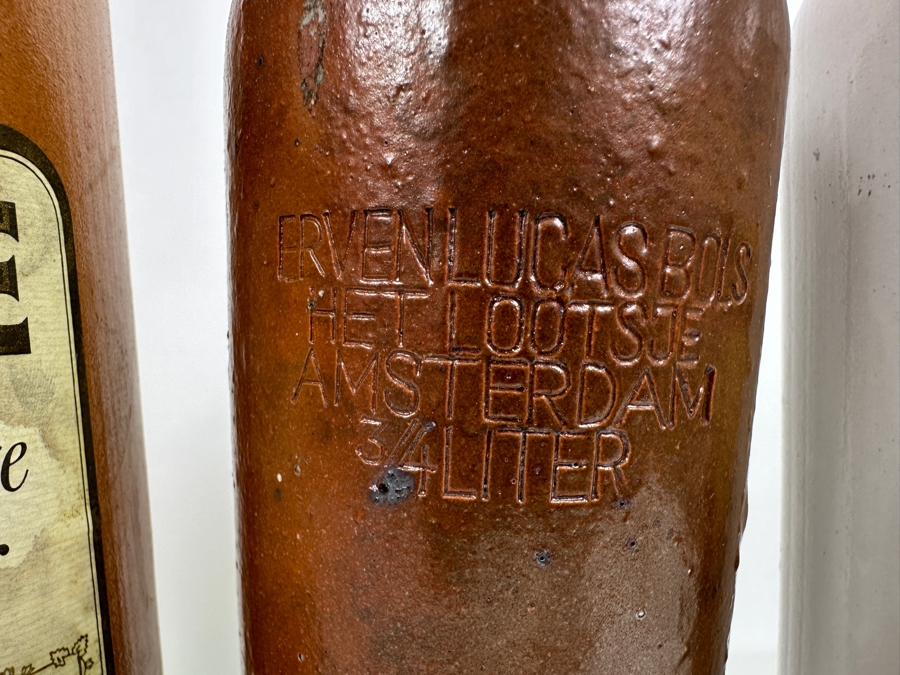 ERVEN LUCAS BOLS
HET LOOTSJE
AMSTERDAM
3/4 LITER
E
e
.